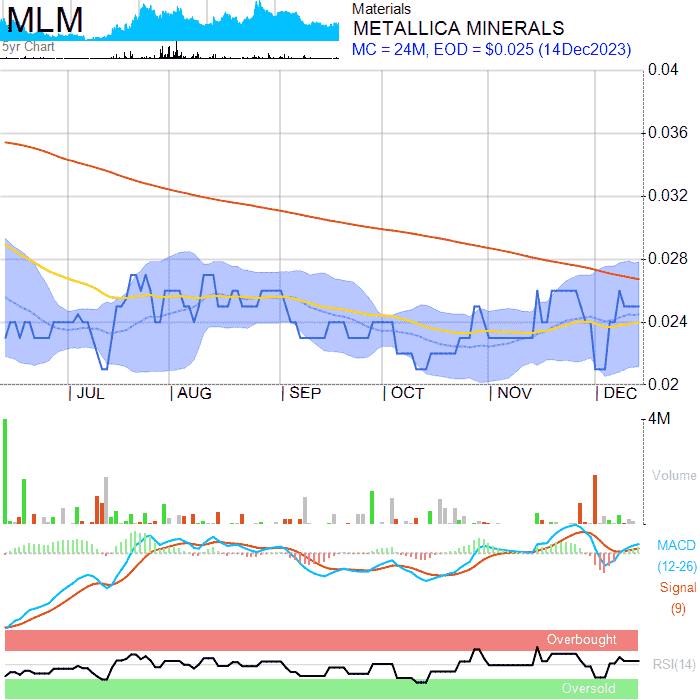 MLM
5yr Chart
Materials
METALLICA MINERALS
MC = 24M, EOD = $0.025 (14Dec2023)
0.04
0.036
0.032
0.028
0.024
0.02
|JUL |AUG |SEP |OCT |NOV |DEC
4M
Volume
MACD
(12-26)
Signal
(9)
Overbought
RSI(14)
Oversold